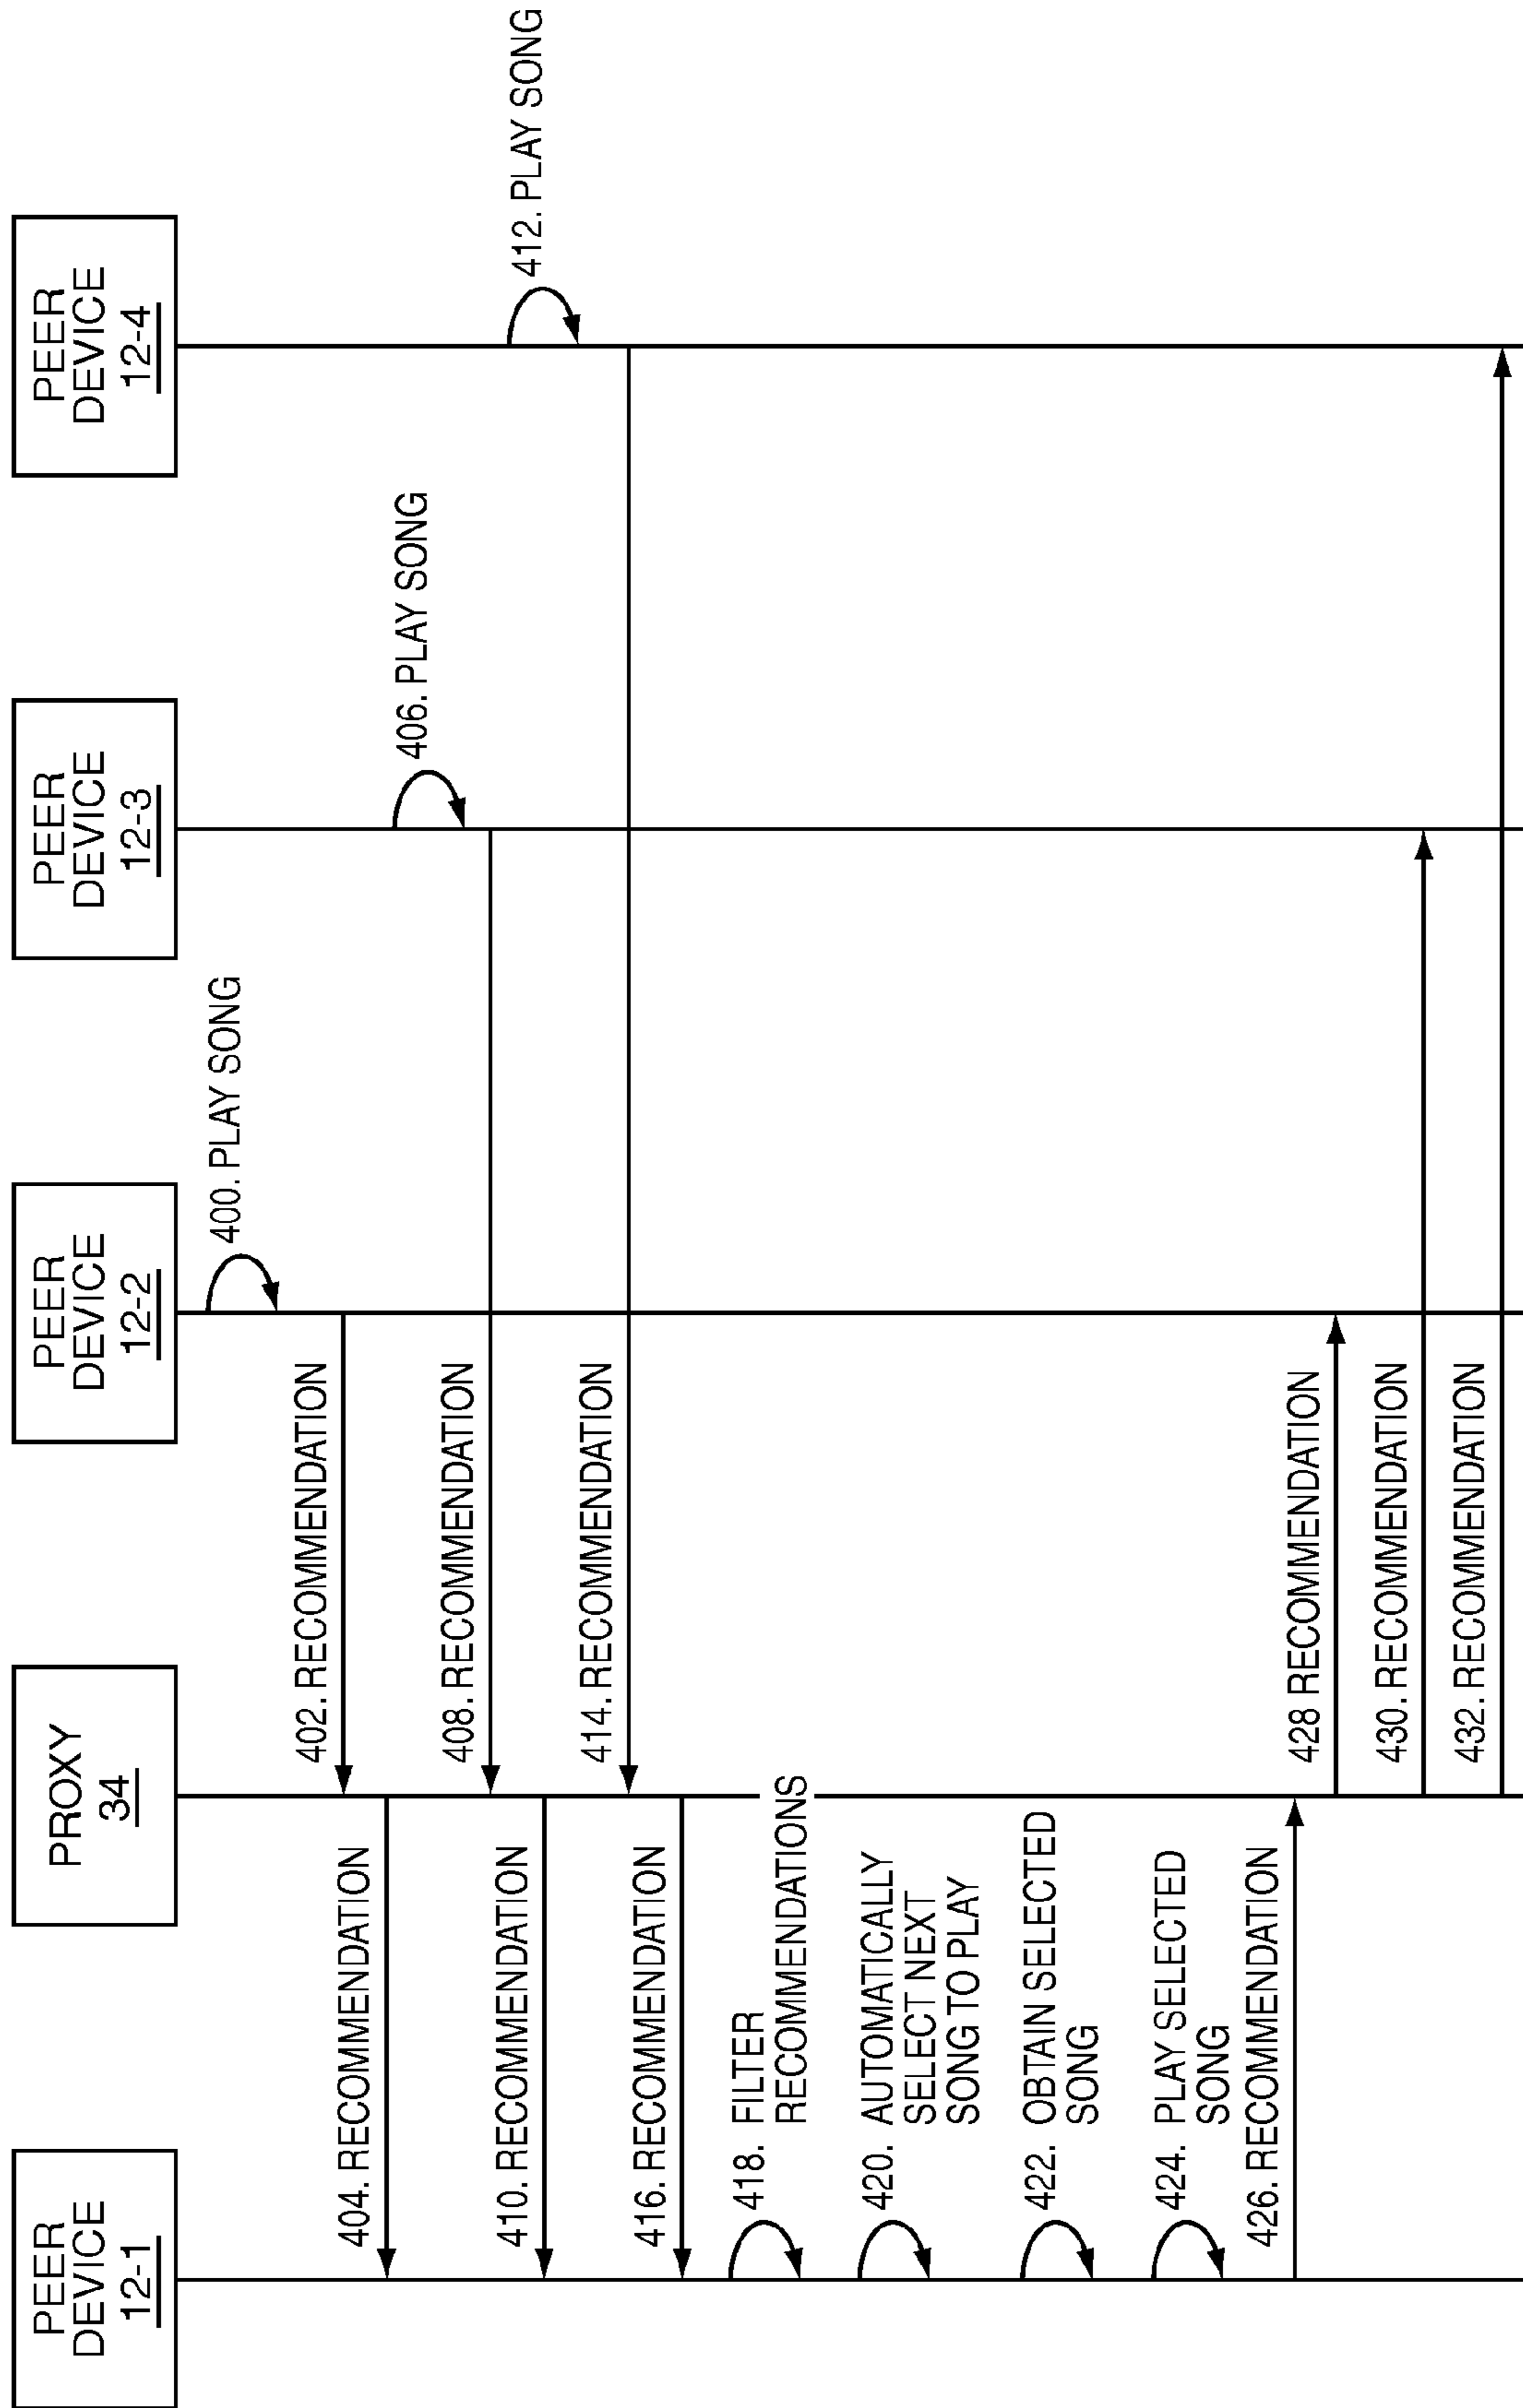 PEER
DEVICE
12-1
PROXY
34
PEER
DEVICE
12-2
PEER
DEVICE
12-3
PEER
DEVICE
12-4
400. PLAY SONG
402. RECOMMENDATION
404. RECOMMENDATION
406. PLAY SONG
408. RECOMMENDATION
410. RECOMMENDATION
412. PLAY SONG
414. RECOMMENDATION
416. RECOMMENDATION
418. FILTER
RECOMMENDATIONS
420. AUTOMATICALLY
SELECT NEXT
SONG TO PLAY
422. OBTAIN SELECTED
SONG
424. PLAY SELECTED
SONG
426. RECOMMENDATION
428 RECOMMENDATION
430. RECOMMENDATION
432. RECOMMENDATION